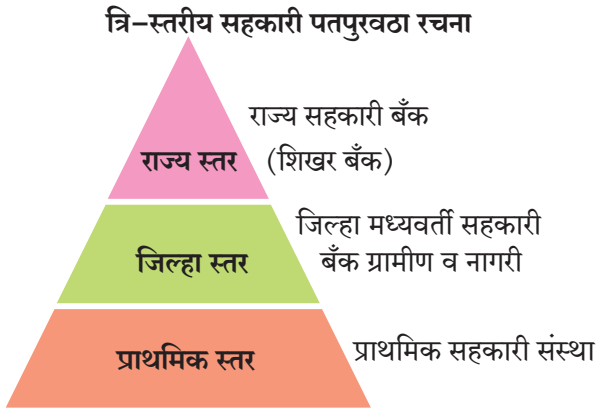 त्रि–स्तरीय सहकारी पतपुरवठा रचना
राज्य स्तर
राज्य सहकारी बँक
(शिखर बँक)
जिल्हा स्तर
जिल्हा मध्यवर्ती सहकारी
बँक ग्रामीण व नागरी
प्राथमिक स्तर
प्राथमिक सहकारी संस्था